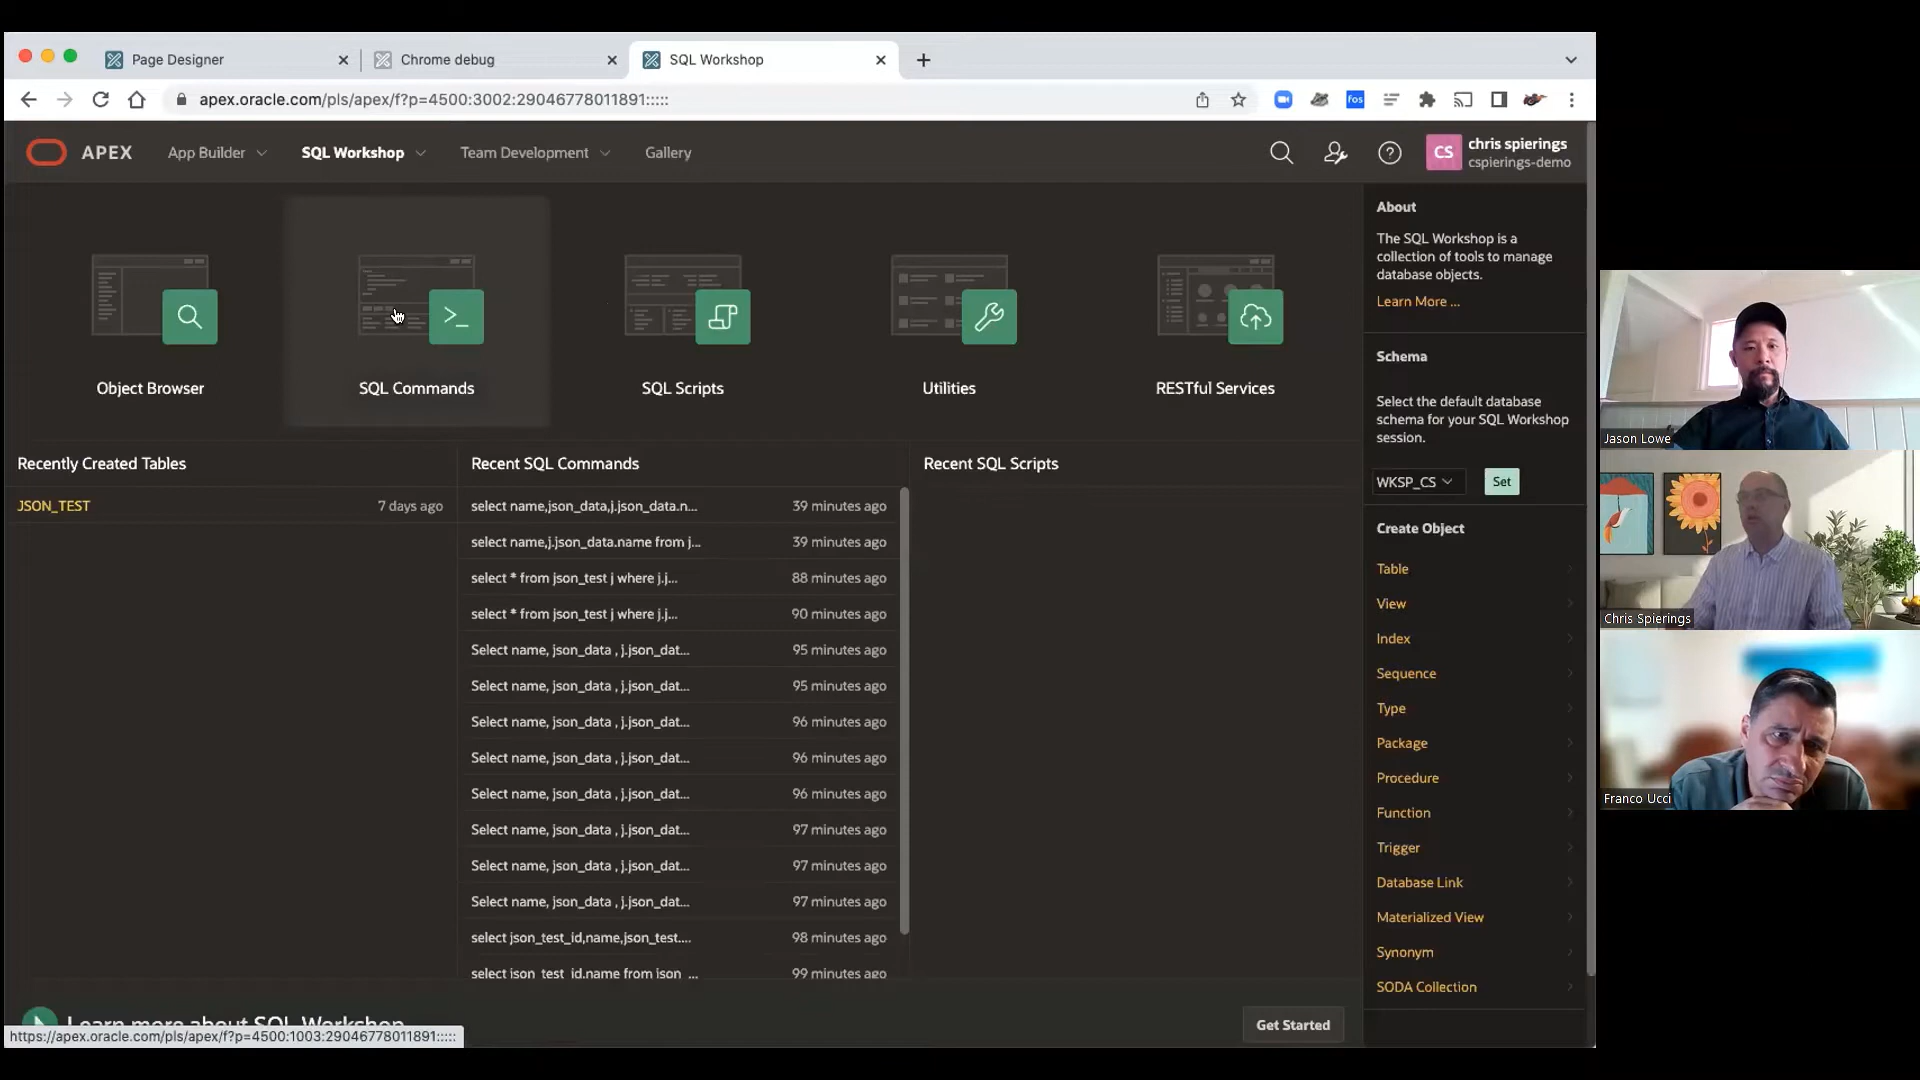 Page Designer
Chrome debug
SQL Workshop
apex.oracle.com/pls/apex/f?p=4500:3002:29046778011891:::::
fos
APEX
App Builder
SQL Workshop
Team Development
Gallery
CS
chris spierings
cspierings-demo
Object Browser
SQL Commands
SQL Scripts
Utilities
RESTful Services
Recently Created Tables
JSON_TEST 7 days ago
Recent SQL Commands
select name,json_data,j.json_data.n... 39 minutes ago
select name,j.json_data.name from j... 39 minutes ago
select * from json_test j where j.j... 88 minutes ago
select * from json_test j where j.j... 90 minutes ago
Select name, json_data , j.json_dat... 95 minutes ago
Select name, json_data , j.json_dat... 95 minutes ago
Select name, json_data , j.json_dat... 96 minutes ago
Select name, json_data , j.json_dat... 96 minutes ago
Select name, json_data , j.json_dat... 96 minutes ago
Select name, json_data , j.json_dat... 97 minutes ago
Select name, json_data , j.json_dat... 97 minutes ago
Select name, json_data , j.json_dat... 97 minutes ago
select json_test_id,name,json_test.... 98 minutes ago
select json_test_id,name from json_... 99 minutes ago
Recent SQL Scripts
Learn more about SQL Workshop
Get Started
https://apex.oracle.com/pls/apex/f?p=4500:1003:29046778011891:::::
About
The SQL Workshop is a
collection of tools to manage
database objects.
Learn More ...
Schema
Select the default database
schema for your SQL Workshop
session.
WKSP_CS
Set
Create Object
Table
View
Index
Sequence
Type
Package
Procedure
Function
Trigger
Database Link
Materialized View
Synonym
SODA Collection
Jason Lowe
Chris Spierings
Franco Ucci